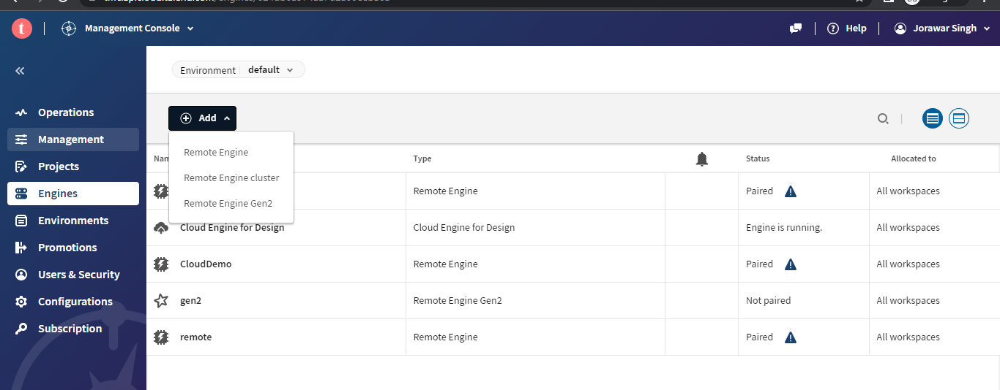 t
Management Console
Help
Jorawar Singh
Environment default
Operations
Management
Projects
Engines
Environments
Promotions
Users & Security
Configurations
Subscription
Add
Remote Engine
Remote Engine cluster
Remote Engine Gen2
Type
Status
Allocated to
Remote Engine
Paired
All workspaces
Cloud Engine for Design
Cloud Engine for Design
Engine is running.
All workspaces
CloudDemo
Remote Engine
Paired
All workspaces
gen2
Remote Engine Gen2
Not paired
All workspaces
remote
Remote Engine
Paired
All workspaces